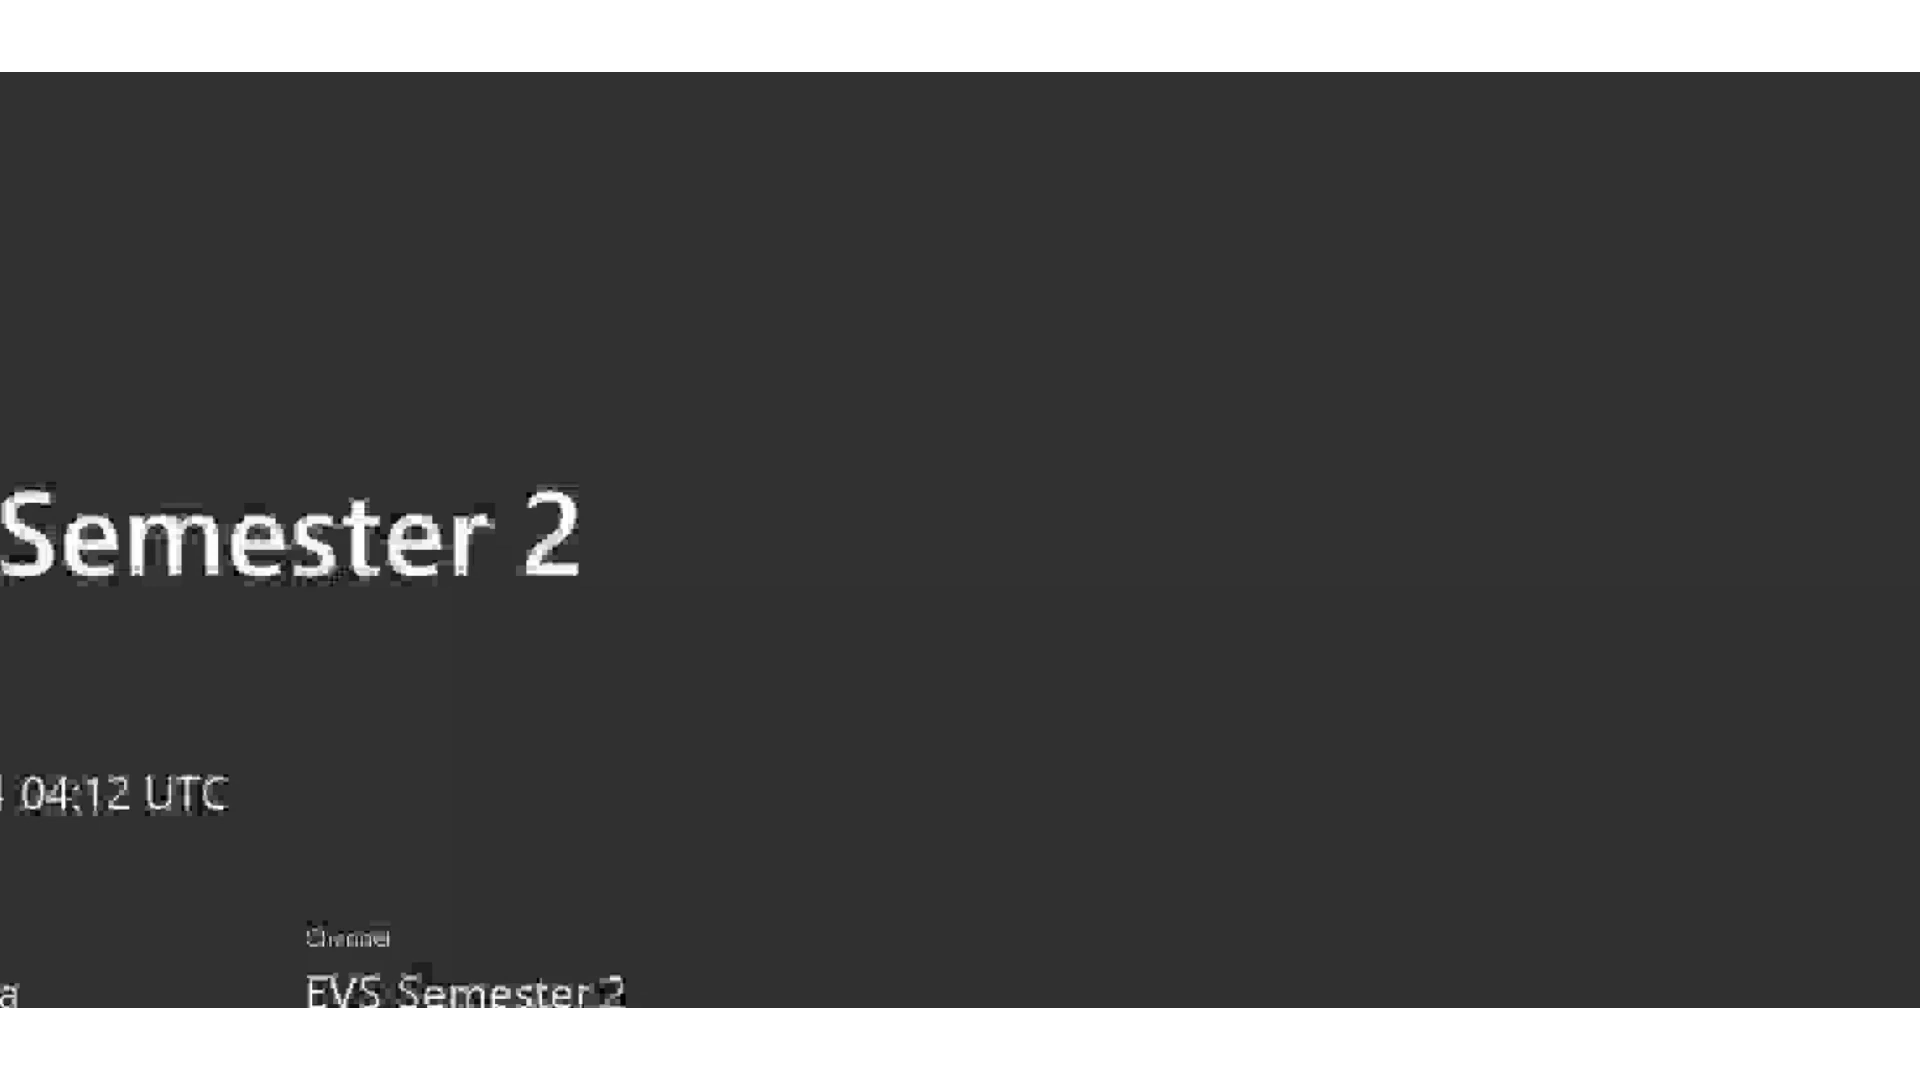 Semester 2
04:12 UTC
Channel
a
EVS Semester 2